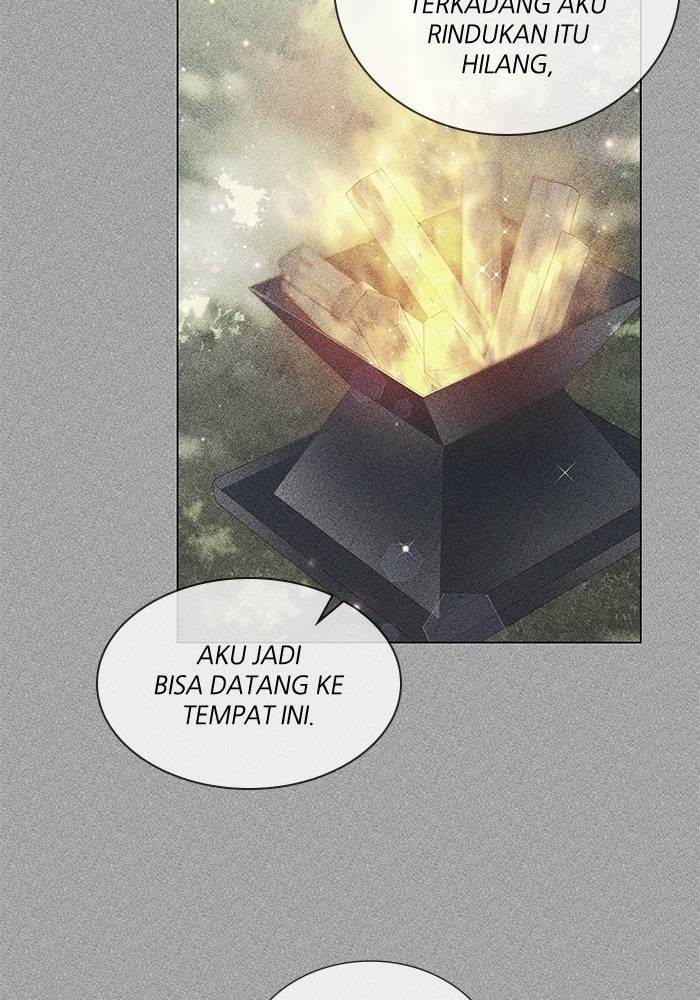 TERKADANG AKU
RINDUKAN ITU
HILANG,
AKU JADI
BISA DATANG KE
TEMPAT INI.